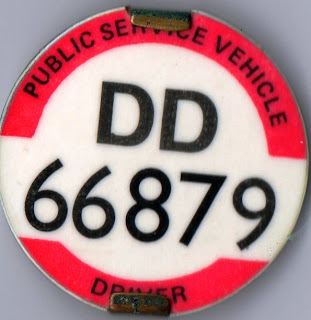 PUBLIC SERVICE VEHICLE
DD
66879
DRIVER